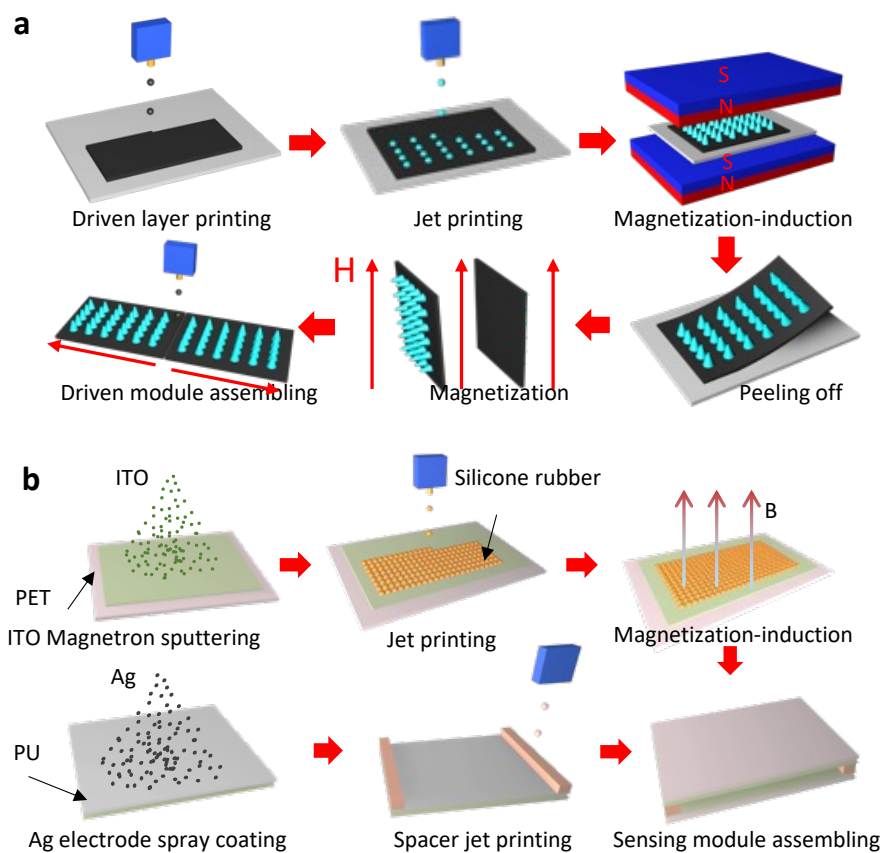 a
S
N
S
N
Driven layer printing
Jet printing
Magnetization-induction
H
Driven module assembling
Magnetization
Peeling off
b
ITO
Silicone rubber
B
PET
ITO Magnetron sputtering
Jet printing
Magnetization-induction
Ag
PU
Ag electrode spray coating
Spacer jet printing
Sensing module assembling